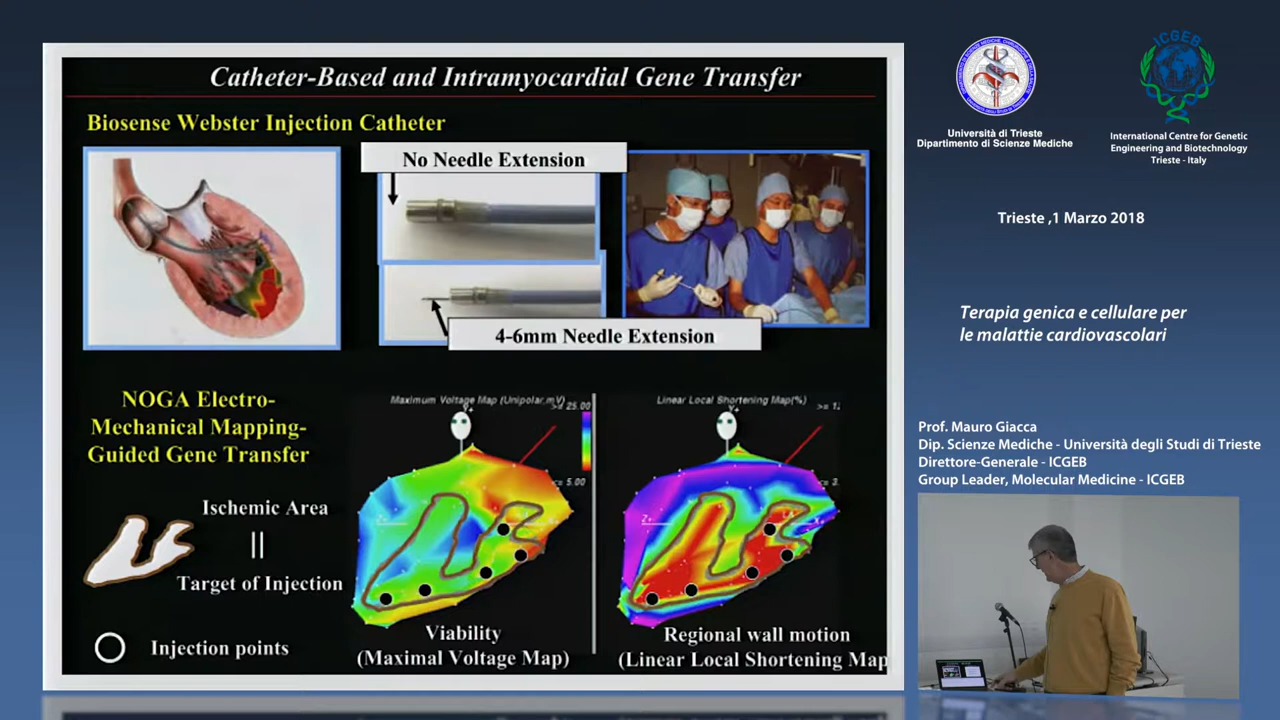 Catheter-Based and Intramyocardial Gene Transfer
Biosense Webster Injection Catheter
No Needle Extension
4-6mm Needle Extension
NOGA Electro-
Mechanical Mapping-
Guided Gene Transfer
Ischemic Area
||
Target of Injection
Injection points
Maximum Voltage Map (Unipolar,mV)
>= 25.00
Y+
<= 5.00
Z+
Viability
(Maximal Voltage Map)
Linear Local Shortening Map(%)
Y+
Z+
Regional wall motion
(Linear Local Shortening Map
ICGEB
Università di Trieste
Dipartimento di Scienze Mediche
International Centre for Genetic
Engineering and Biotechnology
Trieste - Italy
Trieste ,1 Marzo 2018
Terapia genica e cellulare per
le malattie cardiovascolari
Prof. Mauro Giacca
Dip. Scienze Mediche - Università degli Studi di Trieste
Direttore-Generale - ICGEB
Group Leader, Molecular Medicine - ICGEB